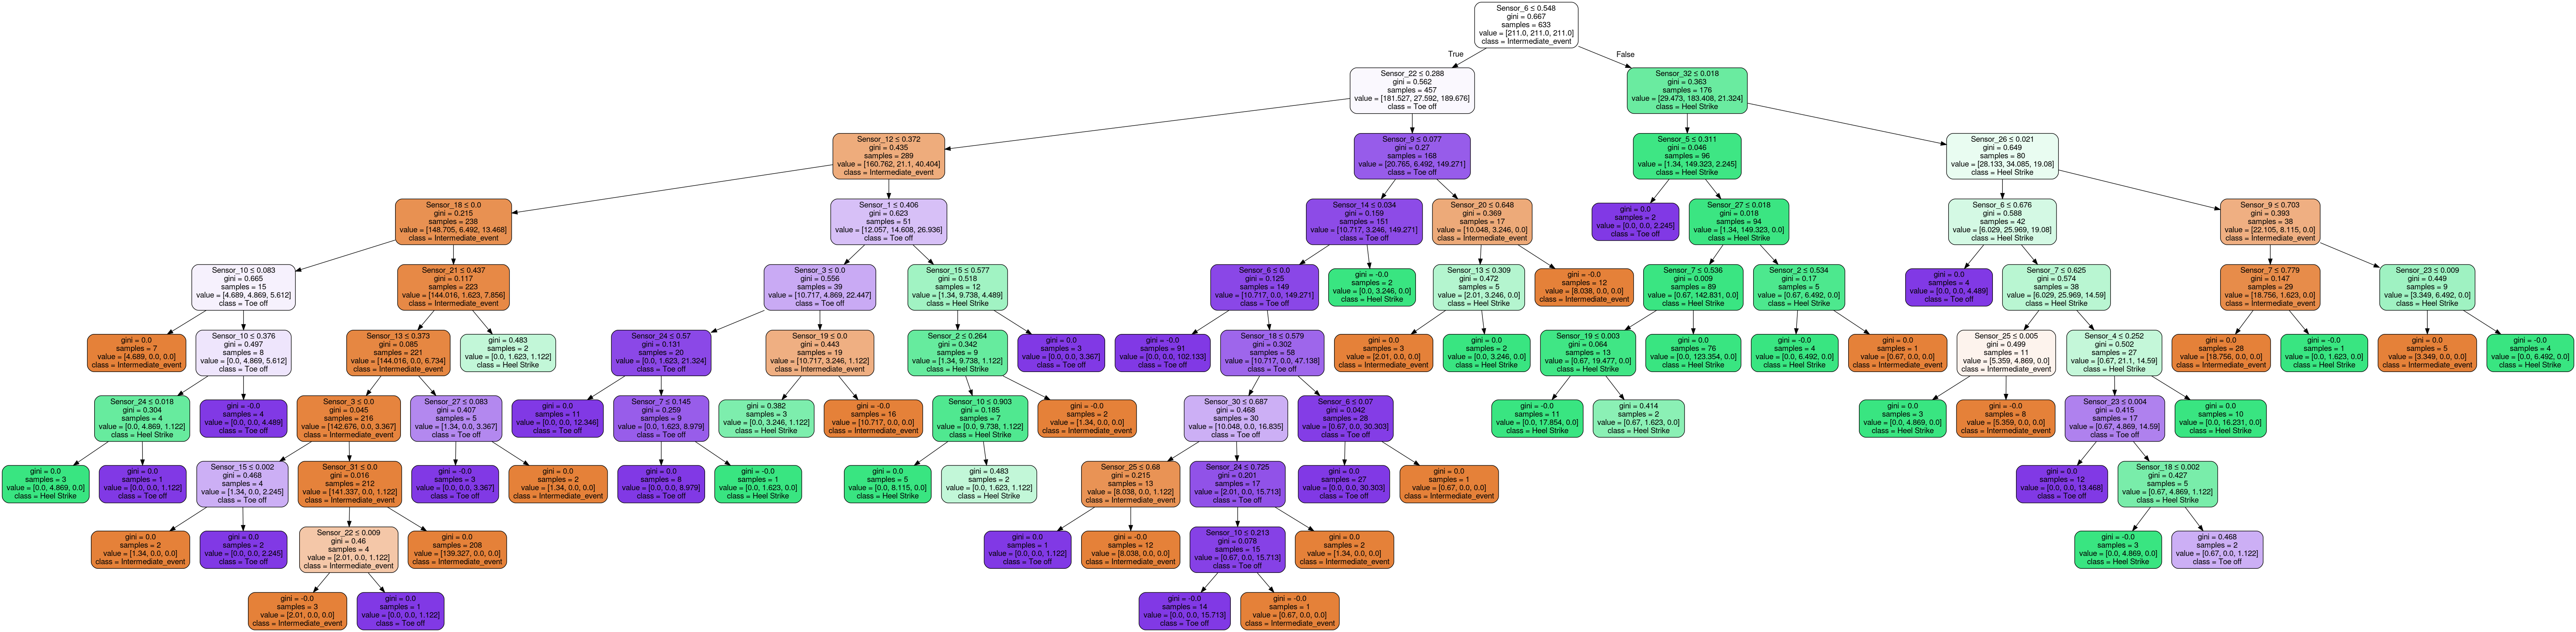 Sensor_6 ≤ 0.548
gini = 0.667
samples = 633
value = [211.0, 211.0, 211.0]
class = Intermediate_event
True
False
Sensor_22 ≤ 0.288
gini = 0.562
samples = 457
value = [181.527, 27.592, 189.676]
class = Toe off
Sensor_32 ≤ 0.018
gini = 0.363
samples = 176
value = [29.473, 183.408, 21.324]
class = Heel Strike
Sensor_12 ≤ 0.372
gini = 0.435
samples = 289
value = [160.762, 21.1, 40.404]
class = Intermediate_event
Sensor_9 ≤ 0.077
gini = 0.27
samples = 168
value = [20.765, 6.492, 149.271]
class = Toe off
Sensor_5 ≤ 0.311
gini = 0.046
samples = 96
value = [1.34, 149.323, 2.245]
class = Heel Strike
Sensor_26 ≤ 0.021
gini = 0.649
samples = 80
value = [28.133, 34.085, 19.08]
class = Heel Strike
Sensor_18 ≤ 0.0
gini = 0.215
samples = 238
value = [148.705, 6.492, 13.468]
class = Intermediate_event
Sensor_1 ≤ 0.406
gini = 0.623
samples = 51
value = [12.057, 14.608, 26.936]
class = Toe off
Sensor_14 ≤ 0.034
gini = 0.159
samples = 151
value = [10.717, 3.246, 149.271]
class = Toe off
Sensor_20 ≤ 0.648
gini = 0.369
samples = 17
value = [10.048, 3.246, 0.0]
class = Intermediate_event
gini = 0.0
samples = 2
value = [0.0, 0.0, 2.245]
class = Toe off
Sensor_27 ≤ 0.018
gini = 0.018
samples = 94
value = [1.34, 149.323, 0.0]
class = Heel Strike
Sensor_6 ≤ 0.676
gini = 0.588
samples = 42
value = [6.029, 25.969, 19.08]
class = Heel Strike
Sensor_9 ≤ 0.703
gini = 0.393
samples = 38
value = [22.105, 8.115, 0.0]
class = Intermediate_event
Sensor_10 ≤ 0.083
gini = 0.665
samples = 15
value = [4.689, 4.869, 5.612]
class = Toe off
Sensor_21 ≤ 0.437
gini = 0.117
samples = 223
value = [144.016, 1.623, 7.856]
class = Intermediate_event
Sensor_3 ≤ 0.0
gini = 0.556
samples = 39
value = [10.717, 4.869, 22.447]
class = Toe off
Sensor_15 ≤ 0.577
gini = 0.518
samples = 12
value = [1.34, 9.738, 4.489]
class = Heel Strike
Sensor_6 ≤ 0.0
gini = 0.125
samples = 149
value = [10.717, 0.0, 149.271]
class = Toe off
gini = -0.0
samples = 2
value = [0.0, 3.246, 0.0]
class = Heel Strike
Sensor_13 ≤ 0.309
gini = 0.472
samples = 5
value = [2.01, 3.246, 0.0]
class = Heel Strike
gini = -0.0
samples = 12
value = [8.038, 0.0, 0.0]
class = Intermediate_event
Sensor_7 ≤ 0.536
gini = 0.009
samples = 89
value = [0.67, 142.831, 0.0]
class = Heel Strike
Sensor_2 ≤ 0.534
gini = 0.17
samples = 5
value = [0.67, 6.492, 0.0]
class = Heel Strike
gini = 0.0
samples = 4
value = [0.0, 0.0, 4.489]
class = Toe off
Sensor_7 ≤ 0.625
gini = 0.574
samples = 38
value = [6.029, 25.969, 14.59]
class = Heel Strike
Sensor_7 ≤ 0.779
gini = 0.147
samples = 29
value = [18.756, 1.623, 0.0]
class = Intermediate_event
Sensor_23 ≤ 0.009
gini = 0.449
samples = 9
value = [3.349, 6.492, 0.0]
class = Heel Strike
gini = 0.0
samples = 7
value = [4.689, 0.0, 0.0]
class = Intermediate_event
Sensor_10 ≤ 0.376
gini = 0.497
samples = 8
value = [0.0, 4.869, 5.612]
class = Toe off
Sensor_13 ≤ 0.373
gini = 0.085
samples = 221
value = [144.016, 0.0, 6.734]
class = Intermediate_event
gini = 0.483
samples = 2
value = [0.0, 1.623, 1.122]
class = Heel Strike
Sensor_24 ≤ 0.57
gini = 0.131
samples = 20
value = [0.0, 1.623, 21.324]
class = Toe off
Sensor_19 ≤ 0.0
gini = 0.443
samples = 19
value = [10.717, 3.246, 1.122]
class = Intermediate_event
Sensor_2 ≤ 0.264
gini = 0.342
samples = 9
value = [1.34, 9.738, 1.122]
class = Heel Strike
gini = 0.0
samples = 3
value = [0.0, 0.0, 3.367]
class = Toe off
gini = -0.0
samples = 91
value = [0.0, 0.0, 102.133]
class = Toe off
Sensor_18 ≤ 0.579
gini = 0.302
samples = 58
value = [10.717, 0.0, 47.138]
class = Toe off
gini = 0.0
samples = 3
value = [2.01, 0.0, 0.0]
class = Intermediate_event
gini = 0.0
samples = 2
value = [0.0, 3.246, 0.0]
class = Heel Strike
Sensor_19 ≤ 0.003
gini = 0.064
samples = 13
value = [0.67, 19.477, 0.0]
class = Heel Strike
gini = 0.0
samples = 76
value = [0.0, 123.354, 0.0]
class = Heel Strike
gini = -0.0
samples = 4
value = [0.0, 6.492, 0.0]
class = Heel Strike
gini = 0.0
samples = 1
value = [0.67, 0.0, 0.0]
class = Intermediate_event
Sensor_25 ≤ 0.005
gini = 0.499
samples = 11
value = [5.359, 4.869, 0.0]
class = Intermediate_event
Sensor_4 ≤ 0.252
gini = 0.502
samples = 27
value = [0.67, 21.1, 14.59]
class = Heel Strike
gini = 0.0
samples = 28
value = [18.756, 0.0, 0.0]
class = Intermediate_event
gini = -0.0
samples = 1
value = [0.0, 1.623, 0.0]
class = Heel Strike
gini = 0.0
samples = 5
value = [3.349, 0.0, 0.0]
class = Intermediate_event
gini = -0.0
samples = 4
value = [0.0, 6.492, 0.0]
class = Heel Strike
Sensor_24 ≤ 0.018
gini = 0.304
samples = 4
value = [0.0, 4.869, 1.122]
class = Heel Strike
gini = -0.0
samples = 4
value = [0.0, 0.0, 4.489]
class = Toe off
Sensor_3 ≤ 0.0
gini = 0.045
samples = 216
value = [142.676, 0.0, 3.367]
class = Intermediate_event
Sensor_27 ≤ 0.083
gini = 0.407
samples = 5
value = [1.34, 0.0, 3.367]
class = Toe off
gini = 0.0
samples = 11
value = [0.0, 0.0, 12.346]
class = Toe off
Sensor_7 ≤ 0.145
gini = 0.259
samples = 9
value = [0.0, 1.623, 8.979]
class = Toe off
gini = 0.382
samples = 3
value = [0.0, 3.246, 1.122]
class = Heel Strike
gini = -0.0
samples = 16
value = [10.717, 0.0, 0.0]
class = Intermediate_event
Sensor_10 ≤ 0.903
gini = 0.185
samples = 7
value = [0.0, 9.738, 1.122]
class = Heel Strike
gini = -0.0
samples = 2
value = [1.34, 0.0, 0.0]
class = Intermediate_event
Sensor_30 ≤ 0.687
gini = 0.468
samples = 30
value = [10.048, 0.0, 16.835]
class = Toe off
Sensor_6 ≤ 0.07
gini = 0.042
samples = 28
value = [0.67, 0.0, 30.303]
class = Toe off
gini = -0.0
samples = 11
value = [0.0, 17.854, 0.0]
class = Heel Strike
gini = 0.414
samples = 2
value = [0.67, 1.623, 0.0]
class = Heel Strike
gini = 0.0
samples = 3
value = [0.0, 4.869, 0.0]
class = Heel Strike
gini = -0.0
samples = 8
value = [5.359, 0.0, 0.0]
class = Intermediate_event
Sensor_23 ≤ 0.004
gini = 0.415
samples = 17
value = [0.67, 4.869, 14.59]
class = Toe off
gini = 0.0
samples = 10
value = [0.0, 16.231, 0.0]
class = Heel Strike
gini = 0.0
samples = 3
value = [0.0, 4.869, 0.0]
class = Heel Strike
gini = 0.0
samples = 1
value = [0.0, 0.0, 1.122]
class = Toe off
Sensor_15 ≤ 0.002
gini = 0.468
samples = 4
value = [1.34, 0.0, 2.245]
class = Toe off
Sensor_31 ≤ 0.0
gini = 0.016
samples = 212
value = [141.337, 0.0, 1.122]
class = Intermediate_event
gini = -0.0
samples = 3
value = [0.0, 0.0, 3.367]
class = Toe off
gini = 0.0
samples = 2
value = [1.34, 0.0, 0.0]
class = Intermediate_event
gini = 0.0
samples = 8
value = [0.0, 0.0, 8.979]
class = Toe off
gini = -0.0
samples = 1
value = [0.0, 1.623, 0.0]
class = Heel Strike
gini = 0.0
samples = 5
value = [0.0, 8.115, 0.0]
class = Heel Strike
gini = 0.483
samples = 2
value = [0.0, 1.623, 1.122]
class = Heel Strike
Sensor_25 ≤ 0.68
gini = 0.215
samples = 13
value = [8.038, 0.0, 1.122]
class = Intermediate_event
Sensor_24 ≤ 0.725
gini = 0.201
samples = 17
value = [2.01, 0.0, 15.713]
class = Toe off
gini = 0.0
samples = 27
value = [0.0, 0.0, 30.303]
class = Toe off
gini = 0.0
samples = 1
value = [0.67, 0.0, 0.0]
class = Intermediate_event
gini = 0.0
samples = 12
value = [0.0, 0.0, 13.468]
class = Toe off
Sensor_18 ≤ 0.002
gini = 0.427
samples = 5
value = [0.67, 4.869, 1.122]
class = Heel Strike
gini = 0.0
samples = 2
value = [1.34, 0.0, 0.0]
class = Intermediate_event
gini = 0.0
samples = 2
value = [0.0, 0.0, 2.245]
class = Toe off
Sensor_22 ≤ 0.009
gini = 0.46
samples = 4
value = [2.01, 0.0, 1.122]
class = Intermediate_event
gini = 0.0
samples = 208
value = [139.327, 0.0, 0.0]
class = Intermediate_event
gini = 0.0
samples = 1
value = [0.0, 0.0, 1.122]
class = Toe off
gini = -0.0
samples = 12
value = [8.038, 0.0, 0.0]
class = Intermediate_event
Sensor_10 ≤ 0.213
gini = 0.078
samples = 15
value = [0.67, 0.0, 15.713]
class = Toe off
gini = 0.0
samples = 2
value = [1.34, 0.0, 0.0]
class = Intermediate_event
gini = -0.0
samples = 3
value = [0.0, 4.869, 0.0]
class = Heel Strike
gini = 0.468
samples = 2
value = [0.67, 0.0, 1.122]
class = Toe off
gini = -0.0
samples = 3
value = [2.01, 0.0, 0.0]
class = Intermediate_event
gini = 0.0
samples = 1
value = [0.0, 0.0, 1.122]
class = Toe off
gini = -0.0
samples = 14
value = [0.0, 0.0, 15.713]
class = Toe off
gini = -0.0
samples = 1
value = [0.67, 0.0, 0.0]
class = Intermediate_event